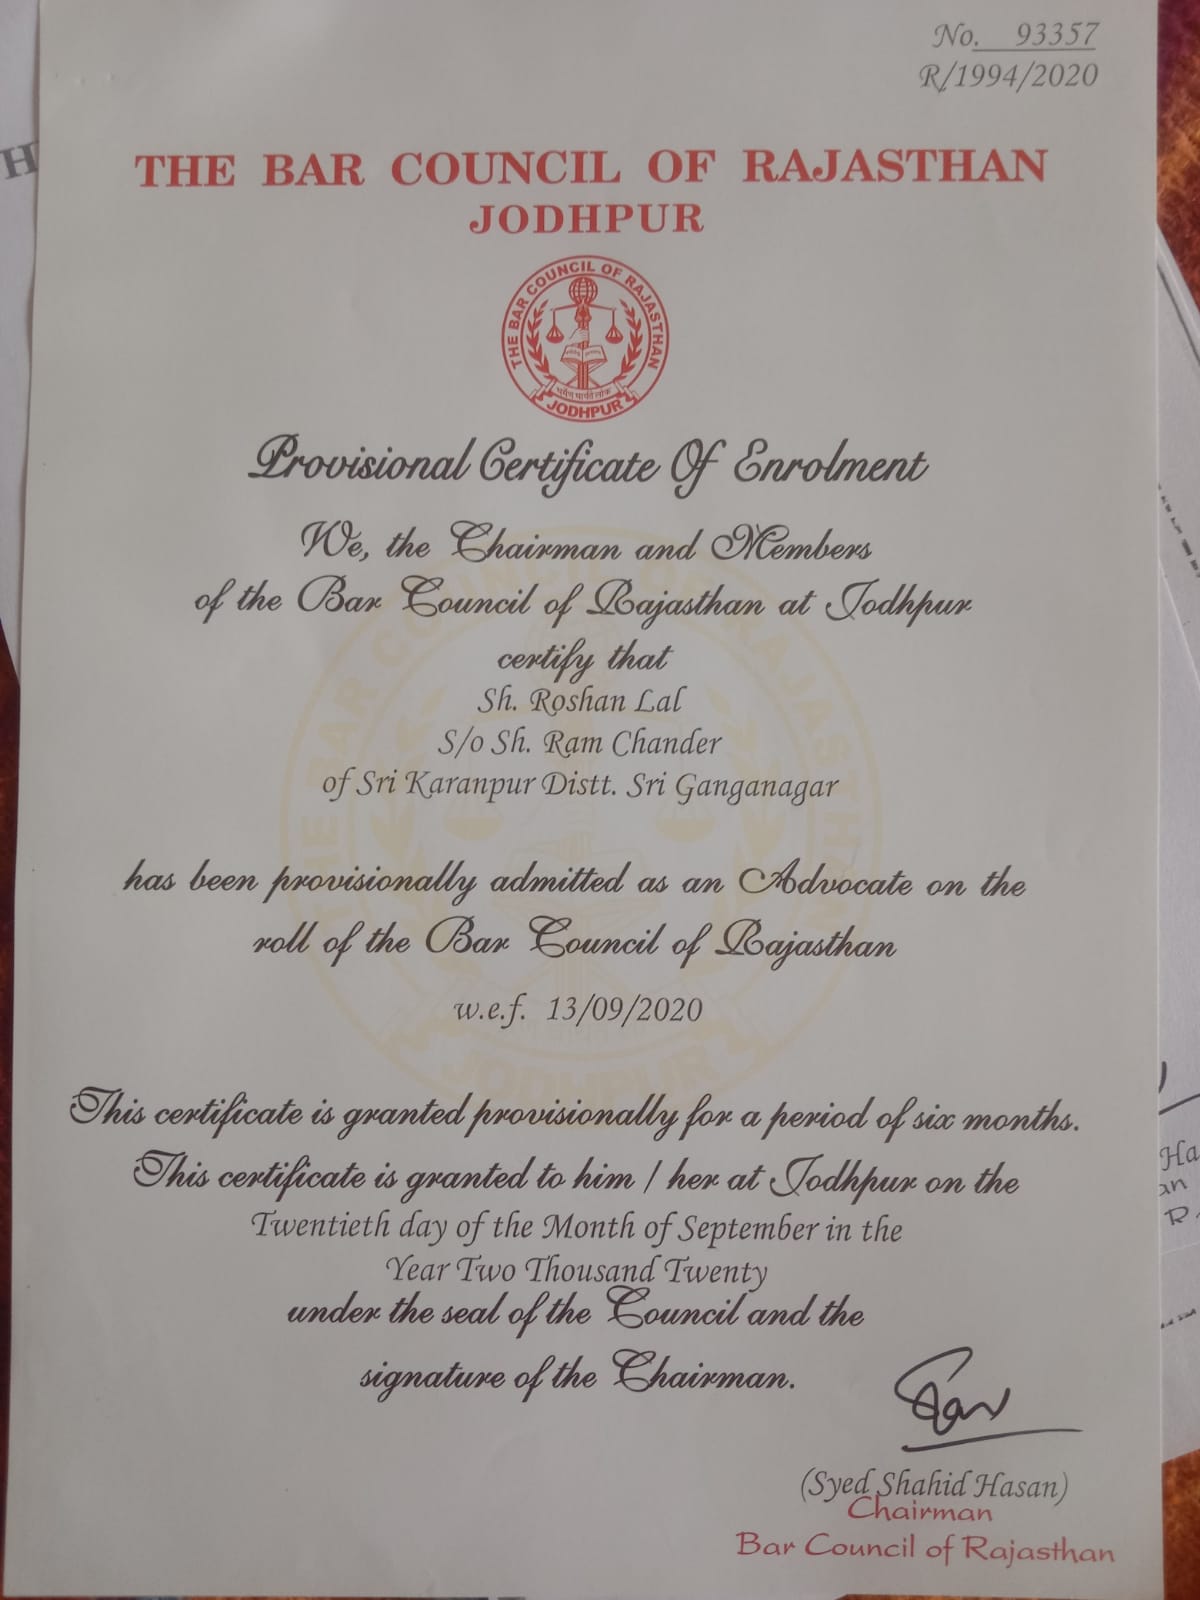 No. 93357
R/1994/2020
THE BAR COUNCIL OF RAJASTHAN
JODHPUR
THE BAR COUNCIL OF RAJASTHAN
JODHPUR
Provisional Certificate Of Enrolment
We, the Chairman and Members
of the Bar Council of Rajasthan at Jodhpur
certify that
Sh. Roshan Lal
S/o Sh. Ram Chander
of Sri Karanpur Distt. Sri Ganganagar
has been provisionally admitted as an Advocate on the
roll of the Bar Council of Rajasthan
w.e.f. 13/09/2020
This certificate is granted provisionally for a period of six months.
This certificate is granted to him / her at Jodhpur on the
Twentieth day of the Month of September in the
Year Two Thousand Twenty
under the seal of the Council and the
signature of the Chairman.
(Syed Shahid Hasan)
Chairman
Bar Council of Rajasthan